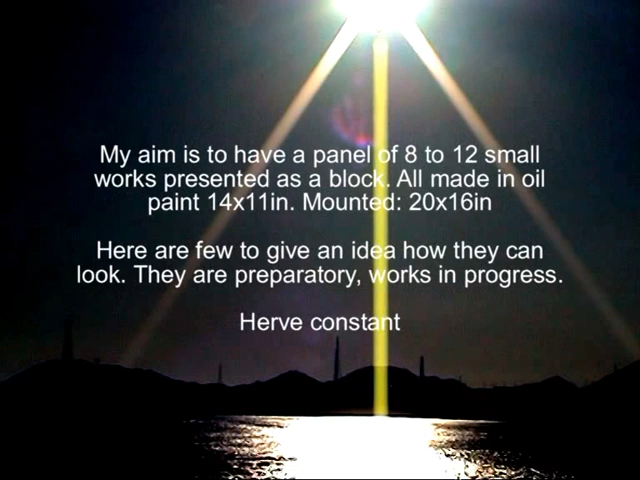 My aim is to have a panel of 8 to 12 small
works presented as a block. All made in oil
paint 14x11in. Mounted: 20x16in
Here are few to give an idea how they can
look. They are preparatory, works in progress.
Herve constant